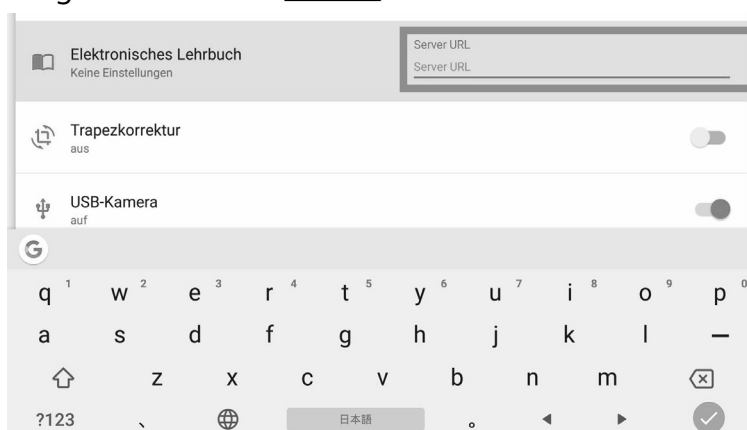 Elektronisches Lehrbuch
Keine Einstellungen
Server URL
Server URL
Trapezkorrektur
aus
USB-Kamera
auf
G
q 1 w 2 e 3 r 4 t 5 y 6 u 7 i 8 o 9 p 0
a s d f g h j k l ー
z x c v b n m
?123 、 日本語 。